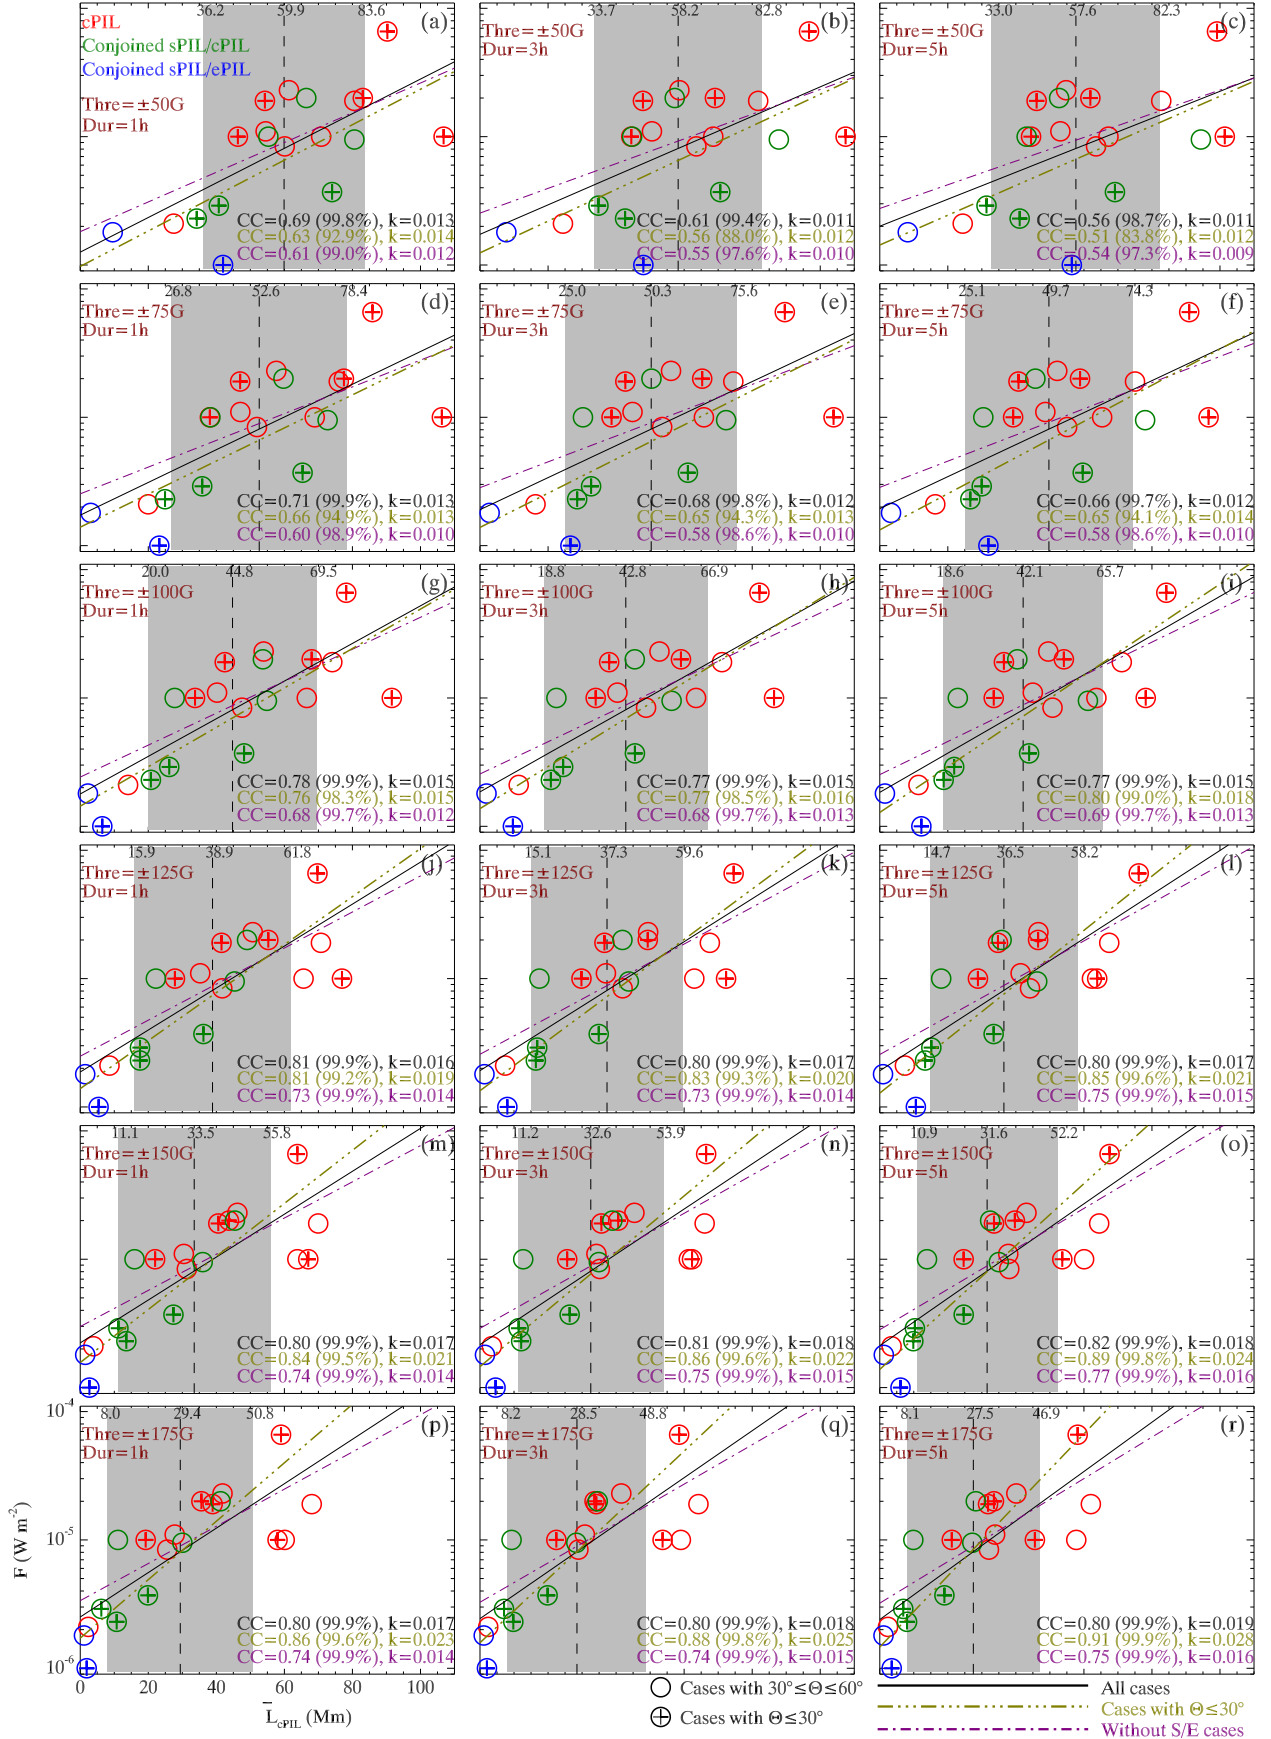 36.2 59.9 83.6
cPIL
Conjoined sPIL/cPIL
Conjoined sPIL/ePIL
Thre=±50G
Dur=1h
(a)
CC=0.69 (99.8%), k=0.013
CC=0.63 (92.9%), k=0.014
CC=0.61 (99.0%), k=0.012
33.7 58.2 82.8
Thre=±50G
Dur=3h
(b)
CC=0.61 (99.4%), k=0.011
CC=0.56 (88.0%), k=0.012
CC=0.55 (97.6%), k=0.010
33.0 57.6 82.3
Thre=±50G
Dur=5h
(c)
CC=0.56 (98.7%), k=0.011
CC=0.51 (83.8%), k=0.012
CC=0.54 (97.3%), k=0.009
26.8 52.6 78.4
Thre=±75G
Dur=1h
(d)
CC=0.71 (99.9%), k=0.013
CC=0.66 (94.9%), k=0.013
CC=0.60 (98.9%), k=0.010
25.0 50.3 75.6
Thre=±75G
Dur=3h
(e)
CC=0.68 (99.8%), k=0.012
CC=0.65 (94.3%), k=0.013
CC=0.58 (98.6%), k=0.010
25.1 49.7 74.3
Thre=±75G
Dur=5h
(f)
CC=0.66 (99.7%), k=0.012
CC=0.65 (94.1%), k=0.014
CC=0.58 (98.6%), k=0.010
20.0 44.8 69.5
Thre=±100G
Dur=1h
(g)
CC=0.78 (99.9%), k=0.015
CC=0.76 (98.3%), k=0.015
CC=0.68 (99.7%), k=0.012
18.8 42.8 66.9
Thre=±100G
Dur=3h
(h)
CC=0.77 (99.9%), k=0.015
CC=0.77 (98.5%), k=0.016
CC=0.68 (99.7%), k=0.013
18.6 42.1 65.7
Thre=±100G
Dur=5h
(i)
CC=0.77 (99.9%), k=0.015
CC=0.80 (99.0%), k=0.018
CC=0.69 (99.7%), k=0.013
15.9 38.9 61.8
Thre=±125G
Dur=1h
(j)
CC=0.81 (99.9%), k=0.016
CC=0.81 (99.2%), k=0.019
CC=0.73 (99.9%), k=0.014
15.1 37.3 59.6
Thre=±125G
Dur=3h
(k)
CC=0.80 (99.9%), k=0.017
CC=0.83 (99.3%), k=0.020
CC=0.73 (99.9%), k=0.014
14.7 36.5 58.2
Thre=±125G
Dur=5h
(l)
CC=0.80 (99.9%), k=0.017
CC=0.85 (99.6%), k=0.021
CC=0.75 (99.9%), k=0.015
11.1 33.5 55.8
Thre=±150G
Dur=1h
(m)
CC=0.80 (99.9%), k=0.017
CC=0.84 (99.5%), k=0.021
CC=0.74 (99.9%), k=0.014
11.2 32.6 53.9
Thre=±150G
Dur=3h
(n)
CC=0.81 (99.9%), k=0.018
CC=0.86 (99.6%), k=0.022
CC=0.75 (99.9%), k=0.015
10.9 31.6 52.2
Thre=±150G
Dur=5h
(o)
CC=0.82 (99.9%), k=0.018
CC=0.89 (99.8%), k=0.024
CC=0.77 (99.9%), k=0.016
8.0 29.4 50.8
Thre=±175G
Dur=1h
(p)
CC=0.80 (99.9%), k=0.017
CC=0.86 (99.6%), k=0.023
CC=0.74 (99.9%), k=0.014
8.2 28.5 48.8
Thre=±175G
Dur=3h
(q)
CC=0.80 (99.9%), k=0.018
CC=0.88 (99.8%), k=0.025
CC=0.74 (99.9%), k=0.015
8.1 27.5 46.9
Thre=±175G
Dur=5h
(r)
CC=0.80 (99.9%), k=0.019
CC=0.91 (99.9%), k=0.028
CC=0.75 (99.9%), k=0.016
10⁻⁴
10⁻⁵
10⁻⁶
F (W m⁻²)
0 20 40 60 80 100
L̄cPIL (Mm)
Cases with 30°≤Θ≤60°
Cases with Θ≤30°
All cases
Cases with Θ≤30°
Without S/E cases